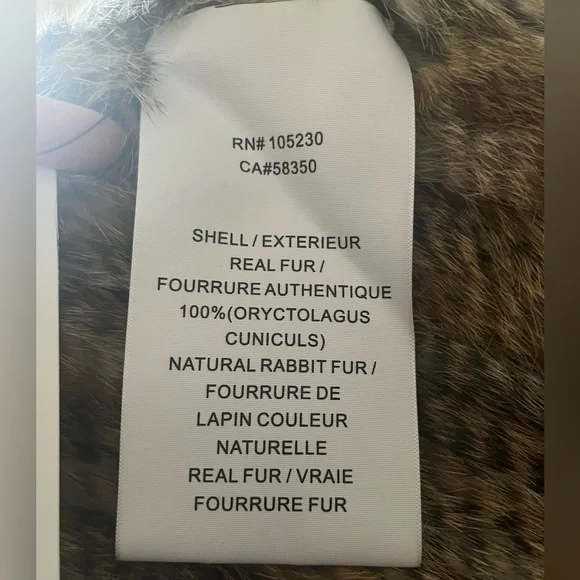 RN# 105230
CA#58350
SHELL / EXTERIEUR
REAL FUR /
FOURRURE AUTHENTIQUE
100%(ORYCTOLAGUS
CUNICULS)
NATURAL RABBIT FUR /
FOURRURE DE
LAPIN COULEUR
NATURELLE
REAL FUR / VRAIE
FOURRURE FUR